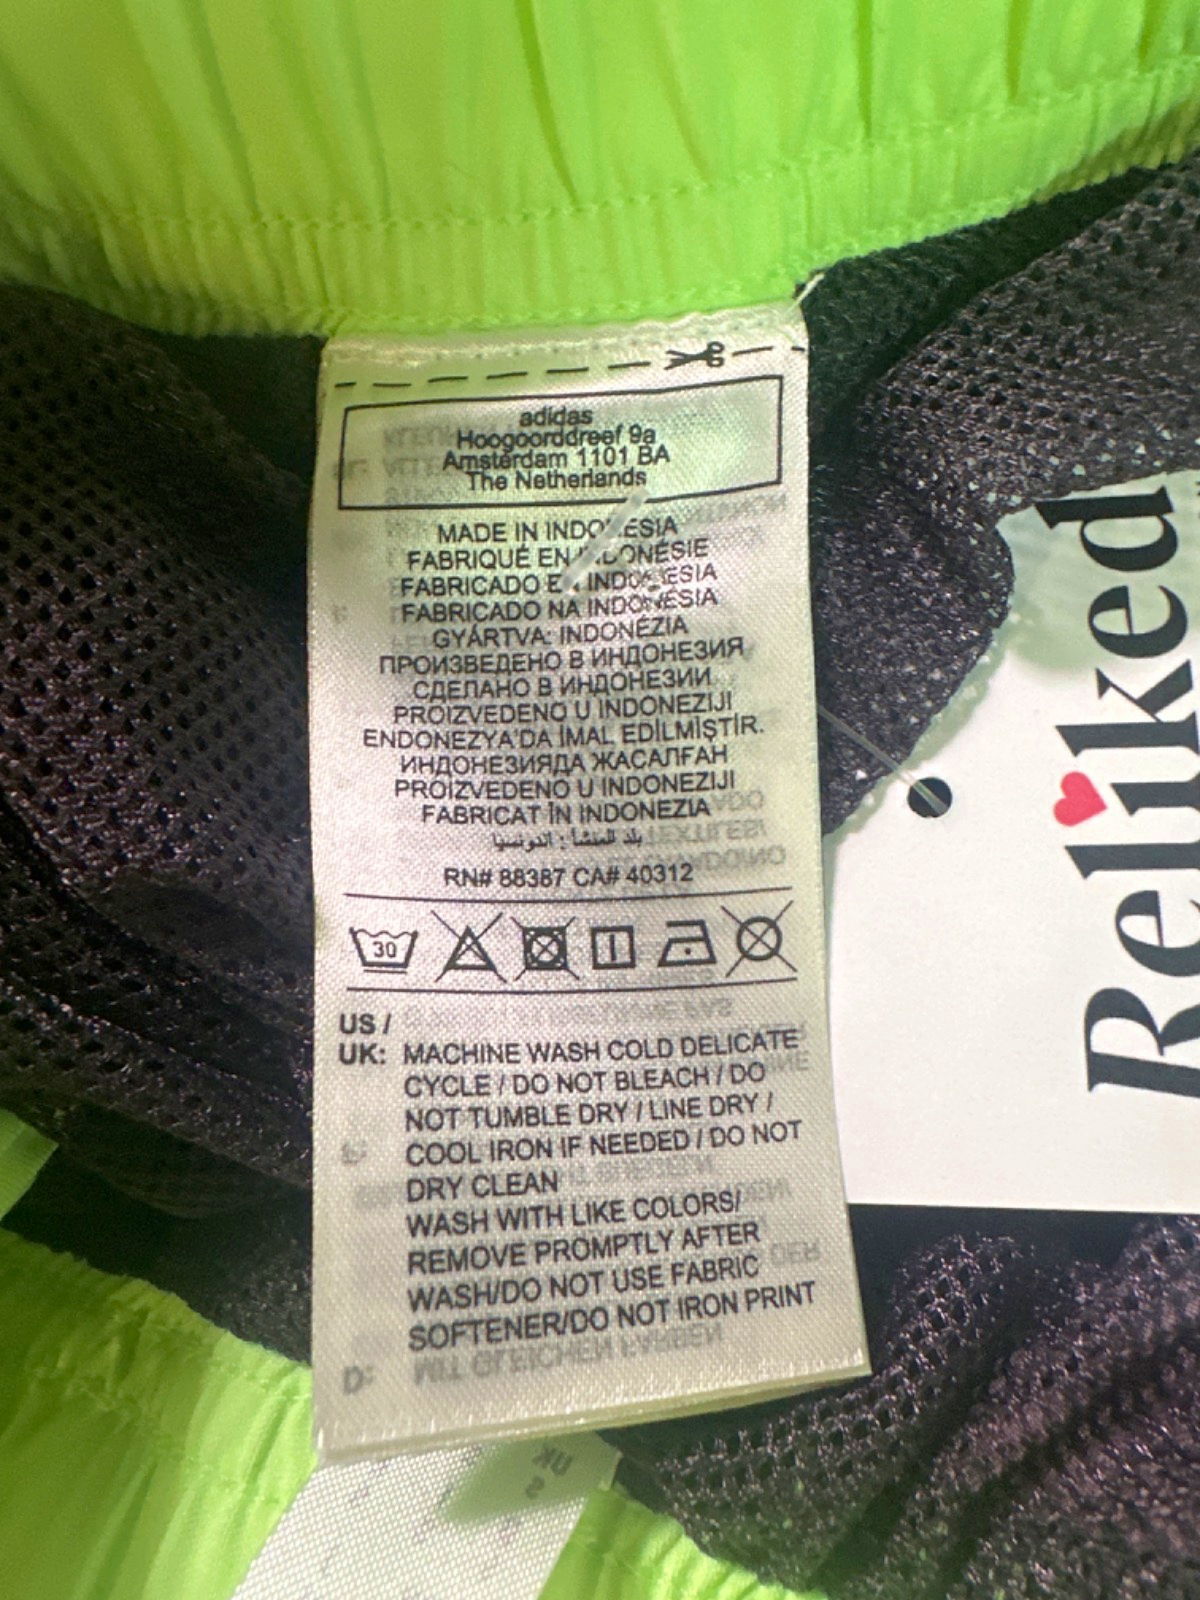 adidas
Hoogoorddreef 9a
Amsterdam 1101 BA
The Netherlands
MADE IN INDONESIA
FABRIQUÉ EN INDONÉSIE
FABRICADO EN INDONESIA
FABRICADO NA INDONÉSIA
GYÁRTVA: INDONÉZIA
ПРОИЗВЕДЕНО В ИНДОНЕЗИЯ
СДЕЛАНО В ИНДОНЕЗИИ
PROIZVEDENO U INDONEZIJI
ENDONEZYA'DA İMAL EDİLMİŞTİR.
ИНДОНЕЗИЯДА ЖАСАЛҒАН
PROIZVEDENO U INDONEZIJI
FABRICAT ÎN INDONEZIA
بلد المنشأ : اندونسيا
RN# 88387 CA# 40312
30
US /
UK: MACHINE WASH COLD DELICATE
CYCLE / DO NOT BLEACH / DO
NOT TUMBLE DRY / LINE DRY /
COOL IRON IF NEEDED / DO NOT
DRY CLEAN
WASH WITH LIKE COLORS/
REMOVE PROMPTLY AFTER
WASH/DO NOT USE FABRIC
SOFTENER/DO NOT IRON PRINT
Reliked
UK
S